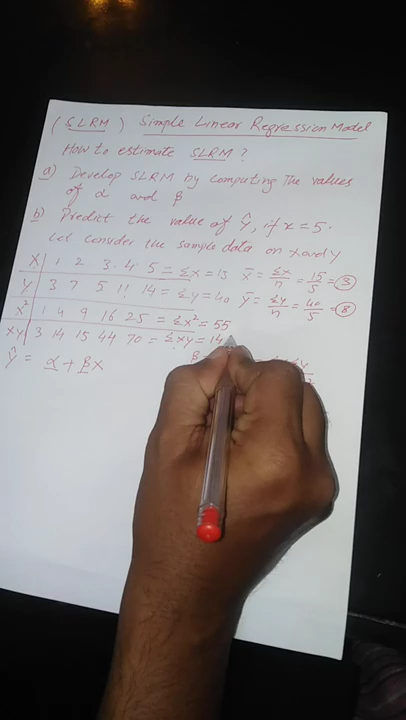 (SLRM) Simple Linear Regression Model
How to estimate SLRM?
a) Develop SLRM by computing The values
of α and β
b) Predict the value of Ŷ, if x = 5.
Let Consider the sample data on x and y
X | 1 2 3 4 5 = Σx = 15 X̄ = Σx/n = 15/5 = 3
Y | 3 7 5 11 14 = Σy = 40 Ȳ = Σy/n = 40/5 = 8
X² | 1 4 9 16 25 = Σx² = 55
XY | 3 14 15 44 70 = Σxy = 14
Ŷ = α + βx